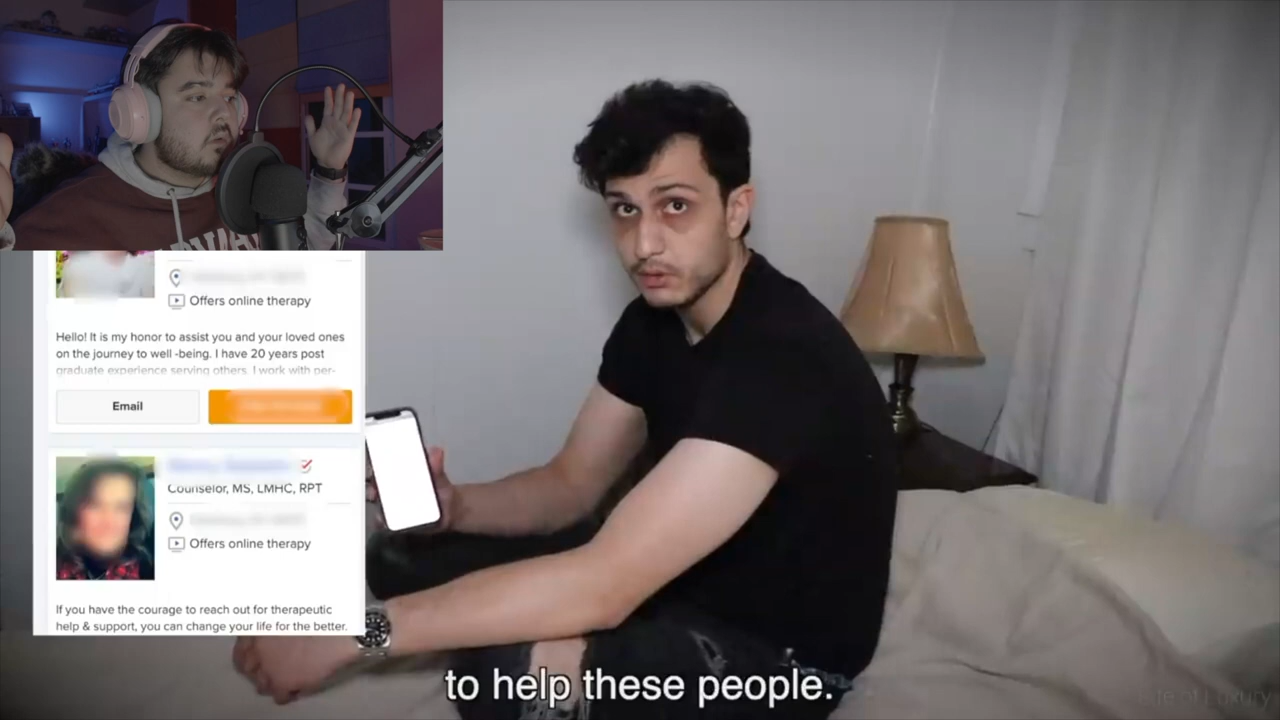 Offers online therapy
Hello! It is my honor to assist you and your loved ones
on the journey to well -being. I have 20 years post
graduate experience serving others. I work with per-
Email
Counselor, MS, LMHC, RPT
Offers online therapy
If you have the courage to reach out for therapeutic
help & support, you can change your life for the better.
to help these people.
Life of Luxury